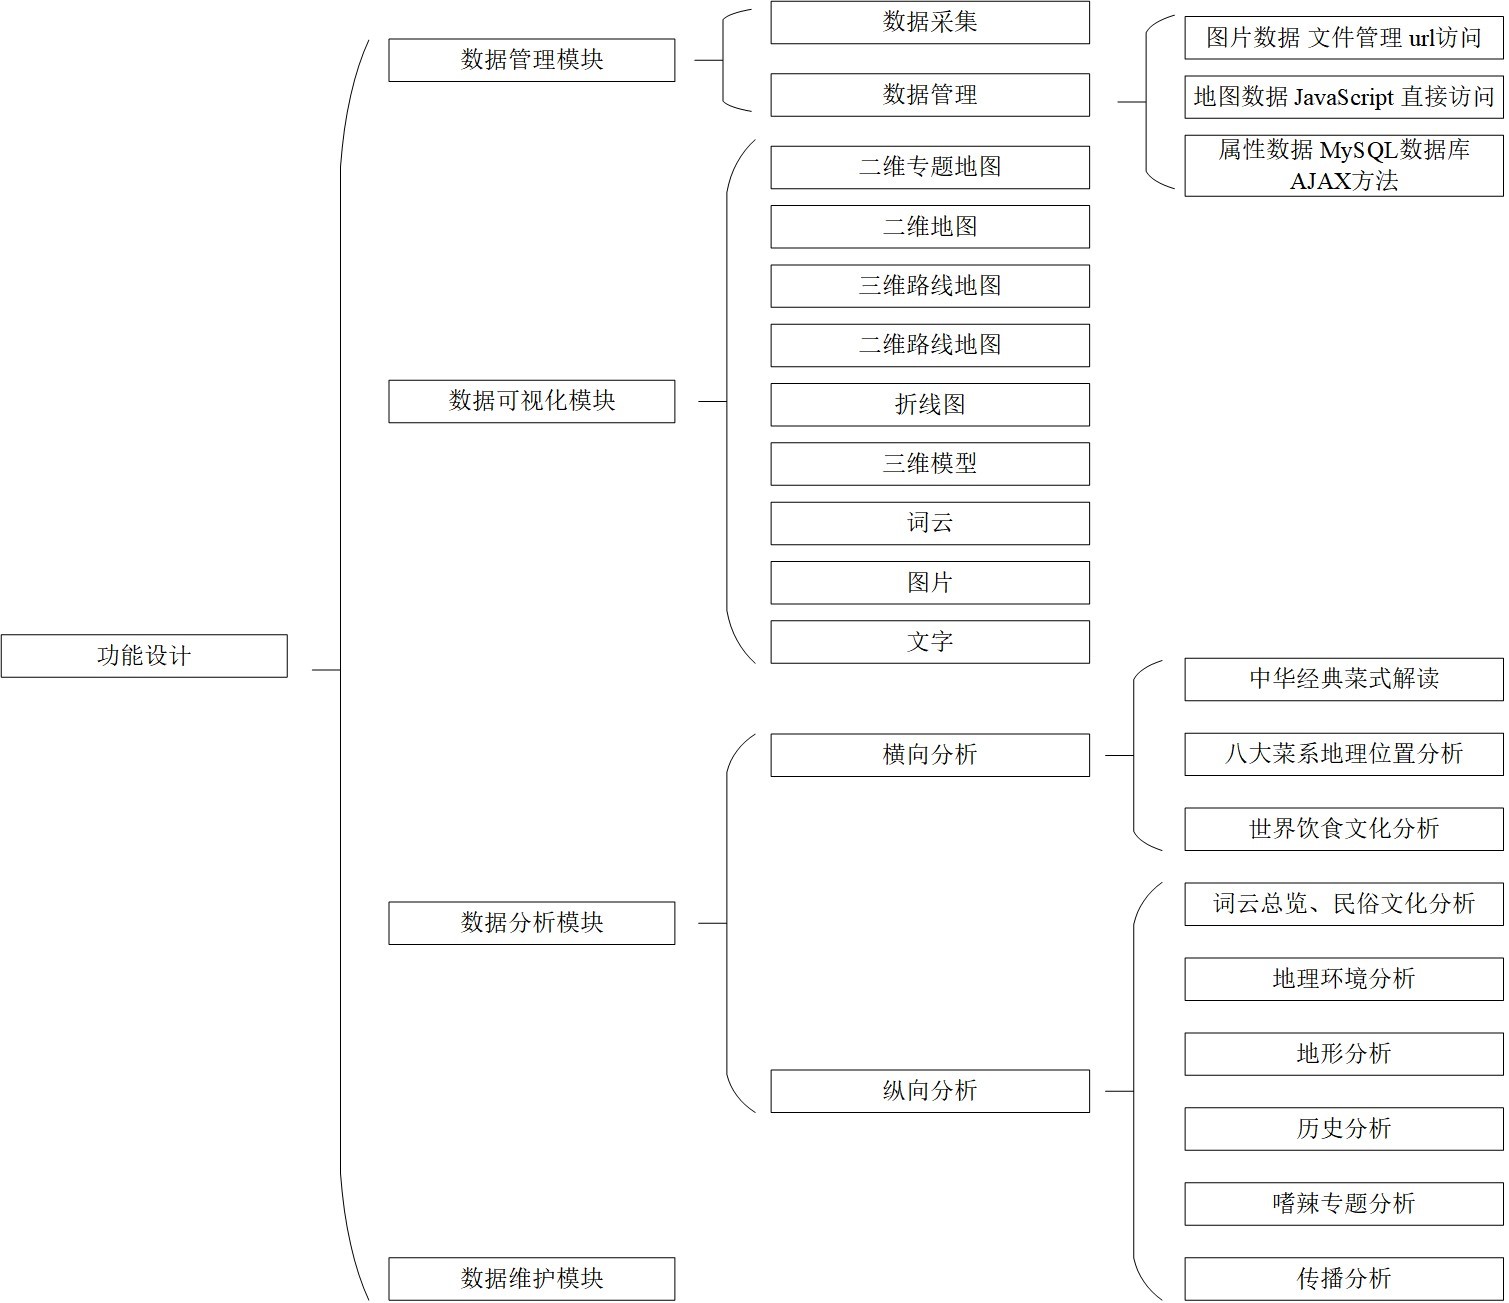 功能设计
数据管理模块
数据采集
数据管理
图片数据 文件管理 url访问
地图数据 JavaScript 直接访问
属性数据 MySQL数据库
AJAX方法
数据可视化模块
二维专题地图
二维地图
三维路线地图
二维路线地图
折线图
三维模型
词云
图片
文字
数据分析模块
横向分析
中华经典菜式解读
八大菜系地理位置分析
世界饮食文化分析
纵向分析
词云总览、民俗文化分析
地理环境分析
地形分析
历史分析
嗜辣专题分析
传播分析
数据维护模块